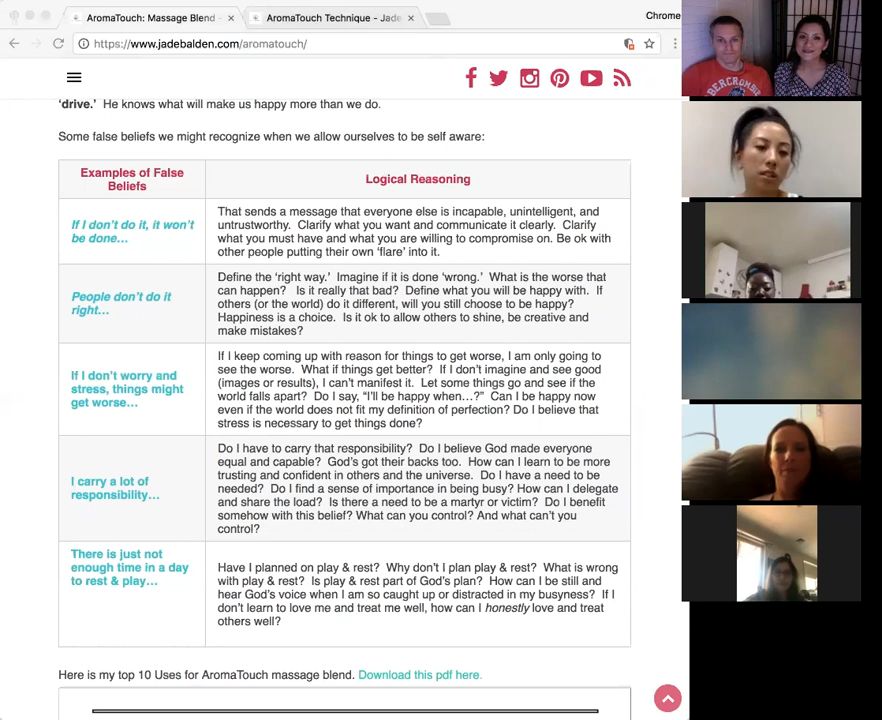 AromaTouch: Massage Blend -
AromaTouch Technique - Jade
Chrome
https://www.jadebalden.com/aromatouch/
'drive.' He knows what will make us happy more than we do.
Some false beliefs we might recognize when we allow ourselves to be self aware:
Examples of False
Beliefs
Logical Reasoning
If I don't do it, it won't
be done...
That sends a message that everyone else is incapable, unintelligent, and
untrustworthy. Clarify what you want and communicate it clearly. Clarify
what you must have and what you are willing to compromise on. Be ok with
other people putting their own 'flare' into it.
People don't do it
right...
Define the 'right way.' Imagine if it is done 'wrong.' What is the worse that
can happen? Is it really that bad? Define what you will be happy with. If
others (or the world) do it different, will you still choose to be happy?
Happiness is a choice. Is it ok to allow others to shine, be creative and
make mistakes?
If I don't worry and
stress, things might
get worse...
If I keep coming up with reason for things to get worse, I am only going to
see the worse. What if things get better? If I don't imagine and see good
(images or results), I can't manifest it. Let some things go and see if the
world falls apart? Do I say, "I'll be happy when...?" Can I be happy now
even if the world does not fit my definition of perfection? Do I believe that
stress is necessary to get things done?
I carry a lot of
responsibility...
Do I have to carry that responsibility? Do I believe God made everyone
equal and capable? God's got their backs too. How can I learn to be more
trusting and confident in others and the universe. Do I have a need to be
needed? Do I find a sense of importance in being busy? How can I delegate
and share the load? Is there a need to be martyr or victim? Do I benefit
somehow with this belief? What can you control? And what can't you
control?
There is just not
enough time in a day
to rest & play...
Have I planned on play & rest? Why don't I plan play & rest? What is wrong
with play & rest? Is play & rest part of God's plan? How can I be still and
hear God's voice when I am so caught up or distracted in my busyness? If I
don't learn to love me and treat me well, how can I honestly love and treat
others well?
Here is my top 10 Uses for AromaTouch massage blend. Download this pdf here.